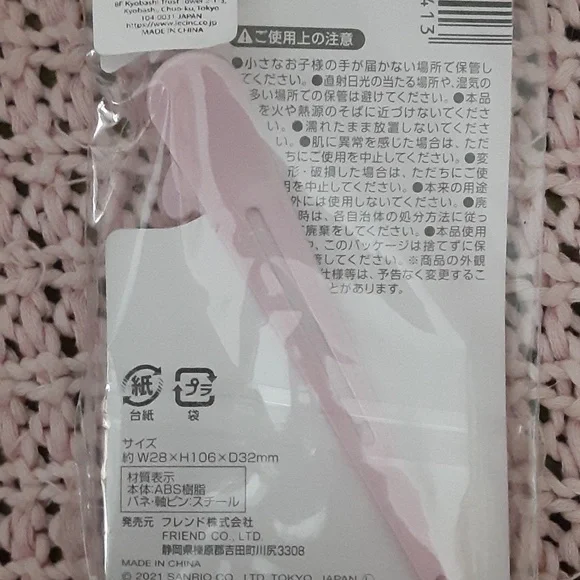 6F Kyobashi Trust Tower 2-1-3,
Kyobashi, Chuo-ku, Tokyo
104-0031 JAPAN
https://www.lecinc.co.jp
MADE IN CHINA
413
ご使用上の注意
●小さなお子様の手が届かない場所で保管し
てください。●直射日光の当たる場所や、湿気の
多い場所での保管は避けてください。●本品
を火や熱源のそばに近づけないでくださ
い。●濡れたまま放置しないでくださ
い。●肌に異常を感じた場合は、ただ
ちにご使用を中止してください。●変
形・破損した場合は、ただちにご使
用を中止してください。●本来の用途
外には使用しないでください。●廃
時は、各自治体の処分方法に従っ
廃棄をしてください。●本品使用
、このパッケージは捨てずに保
してください。※商品の外観
仕様等は、予告なく変更するこ
とがあります。
紙 プラ
台紙 袋
サイズ
約 W28×H106×D32mm
材質表示
本体:ABS樹脂
バネ・軸ピン:スチール
発売元 フレンド株式会社
FRIEND CO., LTD.
静岡県榛原郡吉田町川尻3308
MADE IN CHINA
© 2021 SANRIO CO., LTD. TOKYO, JAPAN Ⓛ